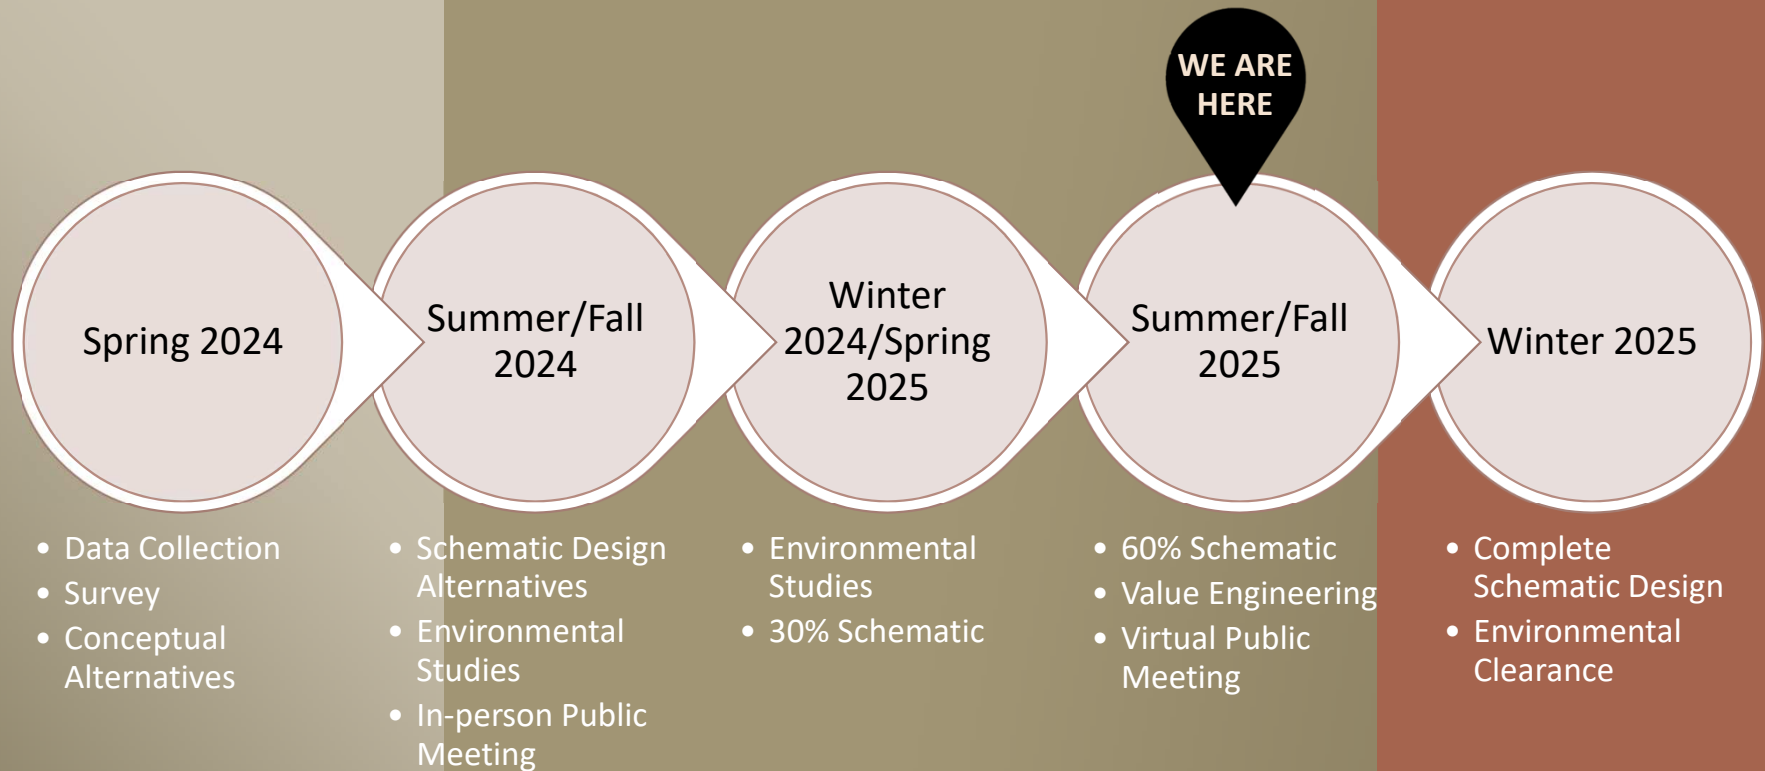 WE ARE
HERE
Spring 2024
Summer/Fall
2024
Winter
2024/Spring
2025
Summer/Fall
2025
Winter 2025
• Data Collection
• Survey
• Conceptual
Alternatives
• Schematic Design
Alternatives
• Environmental
Studies
• In-person Public
Meeting
• Environmental
Studies
• 30% Schematic
• 60% Schematic
• Value Engineering
• Virtual Public
Meeting
• Complete
Schematic Design
• Environmental
Clearance